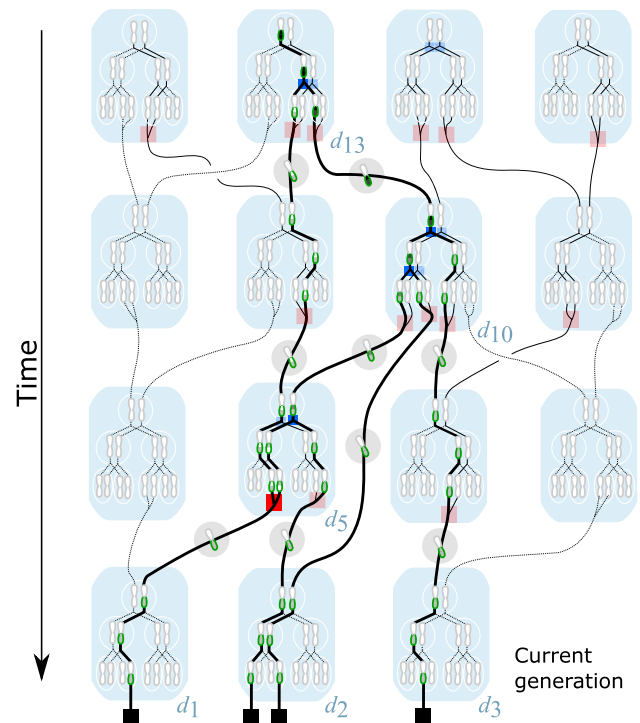 d13
d10
Time
d5
Current
generation
d1
d2
d3